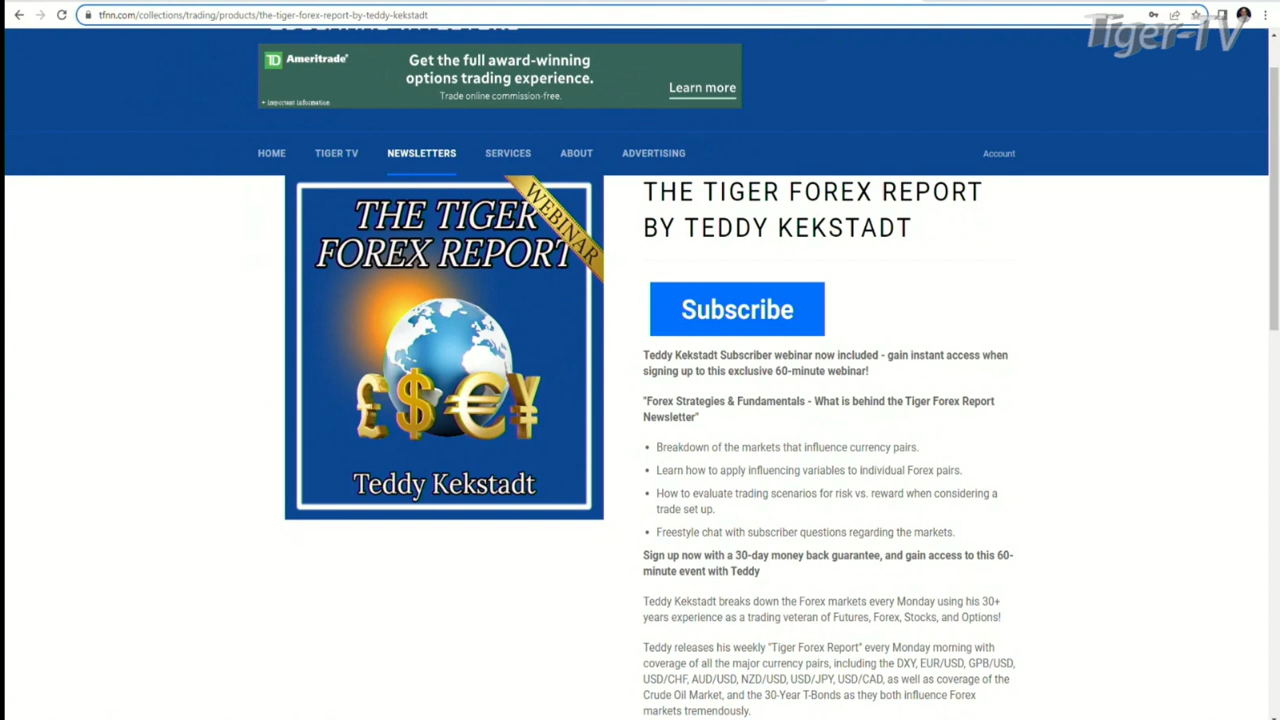 tfnn.com/collections/trading/products/the-tiger-forex-report-by-teddy-kekstadt
Tiger-TV
TD Ameritrade®
Get the full award-winning
options trading experience.
Trade online commission-free.
Learn more
+ Important Information
HOME TIGER TV NEWSLETTERS SERVICES ABOUT ADVERTISING Account
THE TIGER
FOREX REPORT
WEBINAR
Teddy Kekstadt
THE TIGER FOREX REPORT
BY TEDDY KEKSTADT
Subscribe
Teddy Kekstadt Subscriber webinar now included - gain instant access when
signing up to this exclusive 60-minute webinar!
"Forex Strategies & Fundamentals - What is behind the Tiger Forex Report
Newsletter"
• Breakdown of the markets that influence currency pairs.
• Learn how to apply influencing variables to individual Forex pairs.
• How to evaluate trading scenarios for risk vs. reward when considering a
trade set up.
• Freestyle chat with subscriber questions regarding the markets.
Sign up now with a 30-day money back guarantee, and gain access to this 60-
minute event with Teddy
Teddy Kekstadt breaks down the Forex markets every Monday using his 30+
years experience as a trading veteran of Futures, Forex, Stocks, and Options!
Teddy releases his weekly "Tiger Forex Report" every Monday morning with
coverage of all the major currency pairs, including the DXY, EUR/USD, GPB/USD,
USD/CHF, AUD/USD, NZD/USD, USD/JPY, USD/CAD, as well as coverage of the
Crude Oil Market, and the 30-Year T-Bonds as they both influence Forex
markets tremendously.